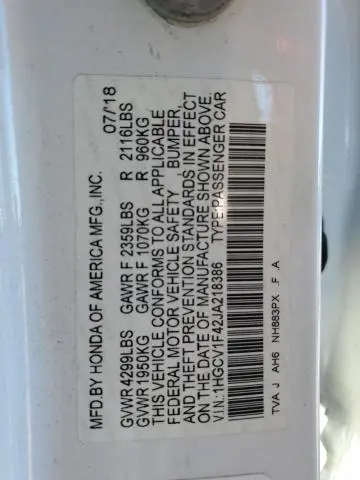 MFD.BY HONDA OF AMERICA MFG.,INC. 07/18
GVWR 4299LBS GAWR F 2359LBS R 2116LBS
GVWR 1950KG GAWR F 1070KG R 960KG
THIS VEHICLE CONFORMS TO ALL APPLICABLE
FEDERAL MOTOR VEHICLE SAFETY BUMPER,
AND THEFT PREVENTION STANDARDS IN EFFECT
ON THE DATE OF MANUFACTURE SHOWN ABOVE.
V.I.N.:1HGCV1F42JA218386 TYPE:PASSENGER CAR
TVA J AH6 NH883PX .F .A